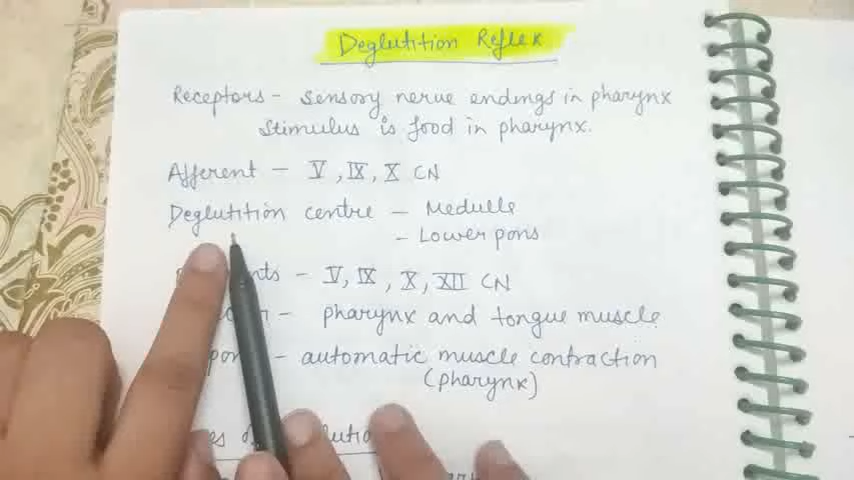 Deglutition Reflex
Receptors - Sensory nerve endings in pharynx
Stimulus is food in pharynx.
Afferent - V, IX, X CN
Deglutition centre - Medulla
- Lower pons
- V, IX, X, XII CN
- pharynx and tongue muscle
- automatic muscle contraction
(pharynx)